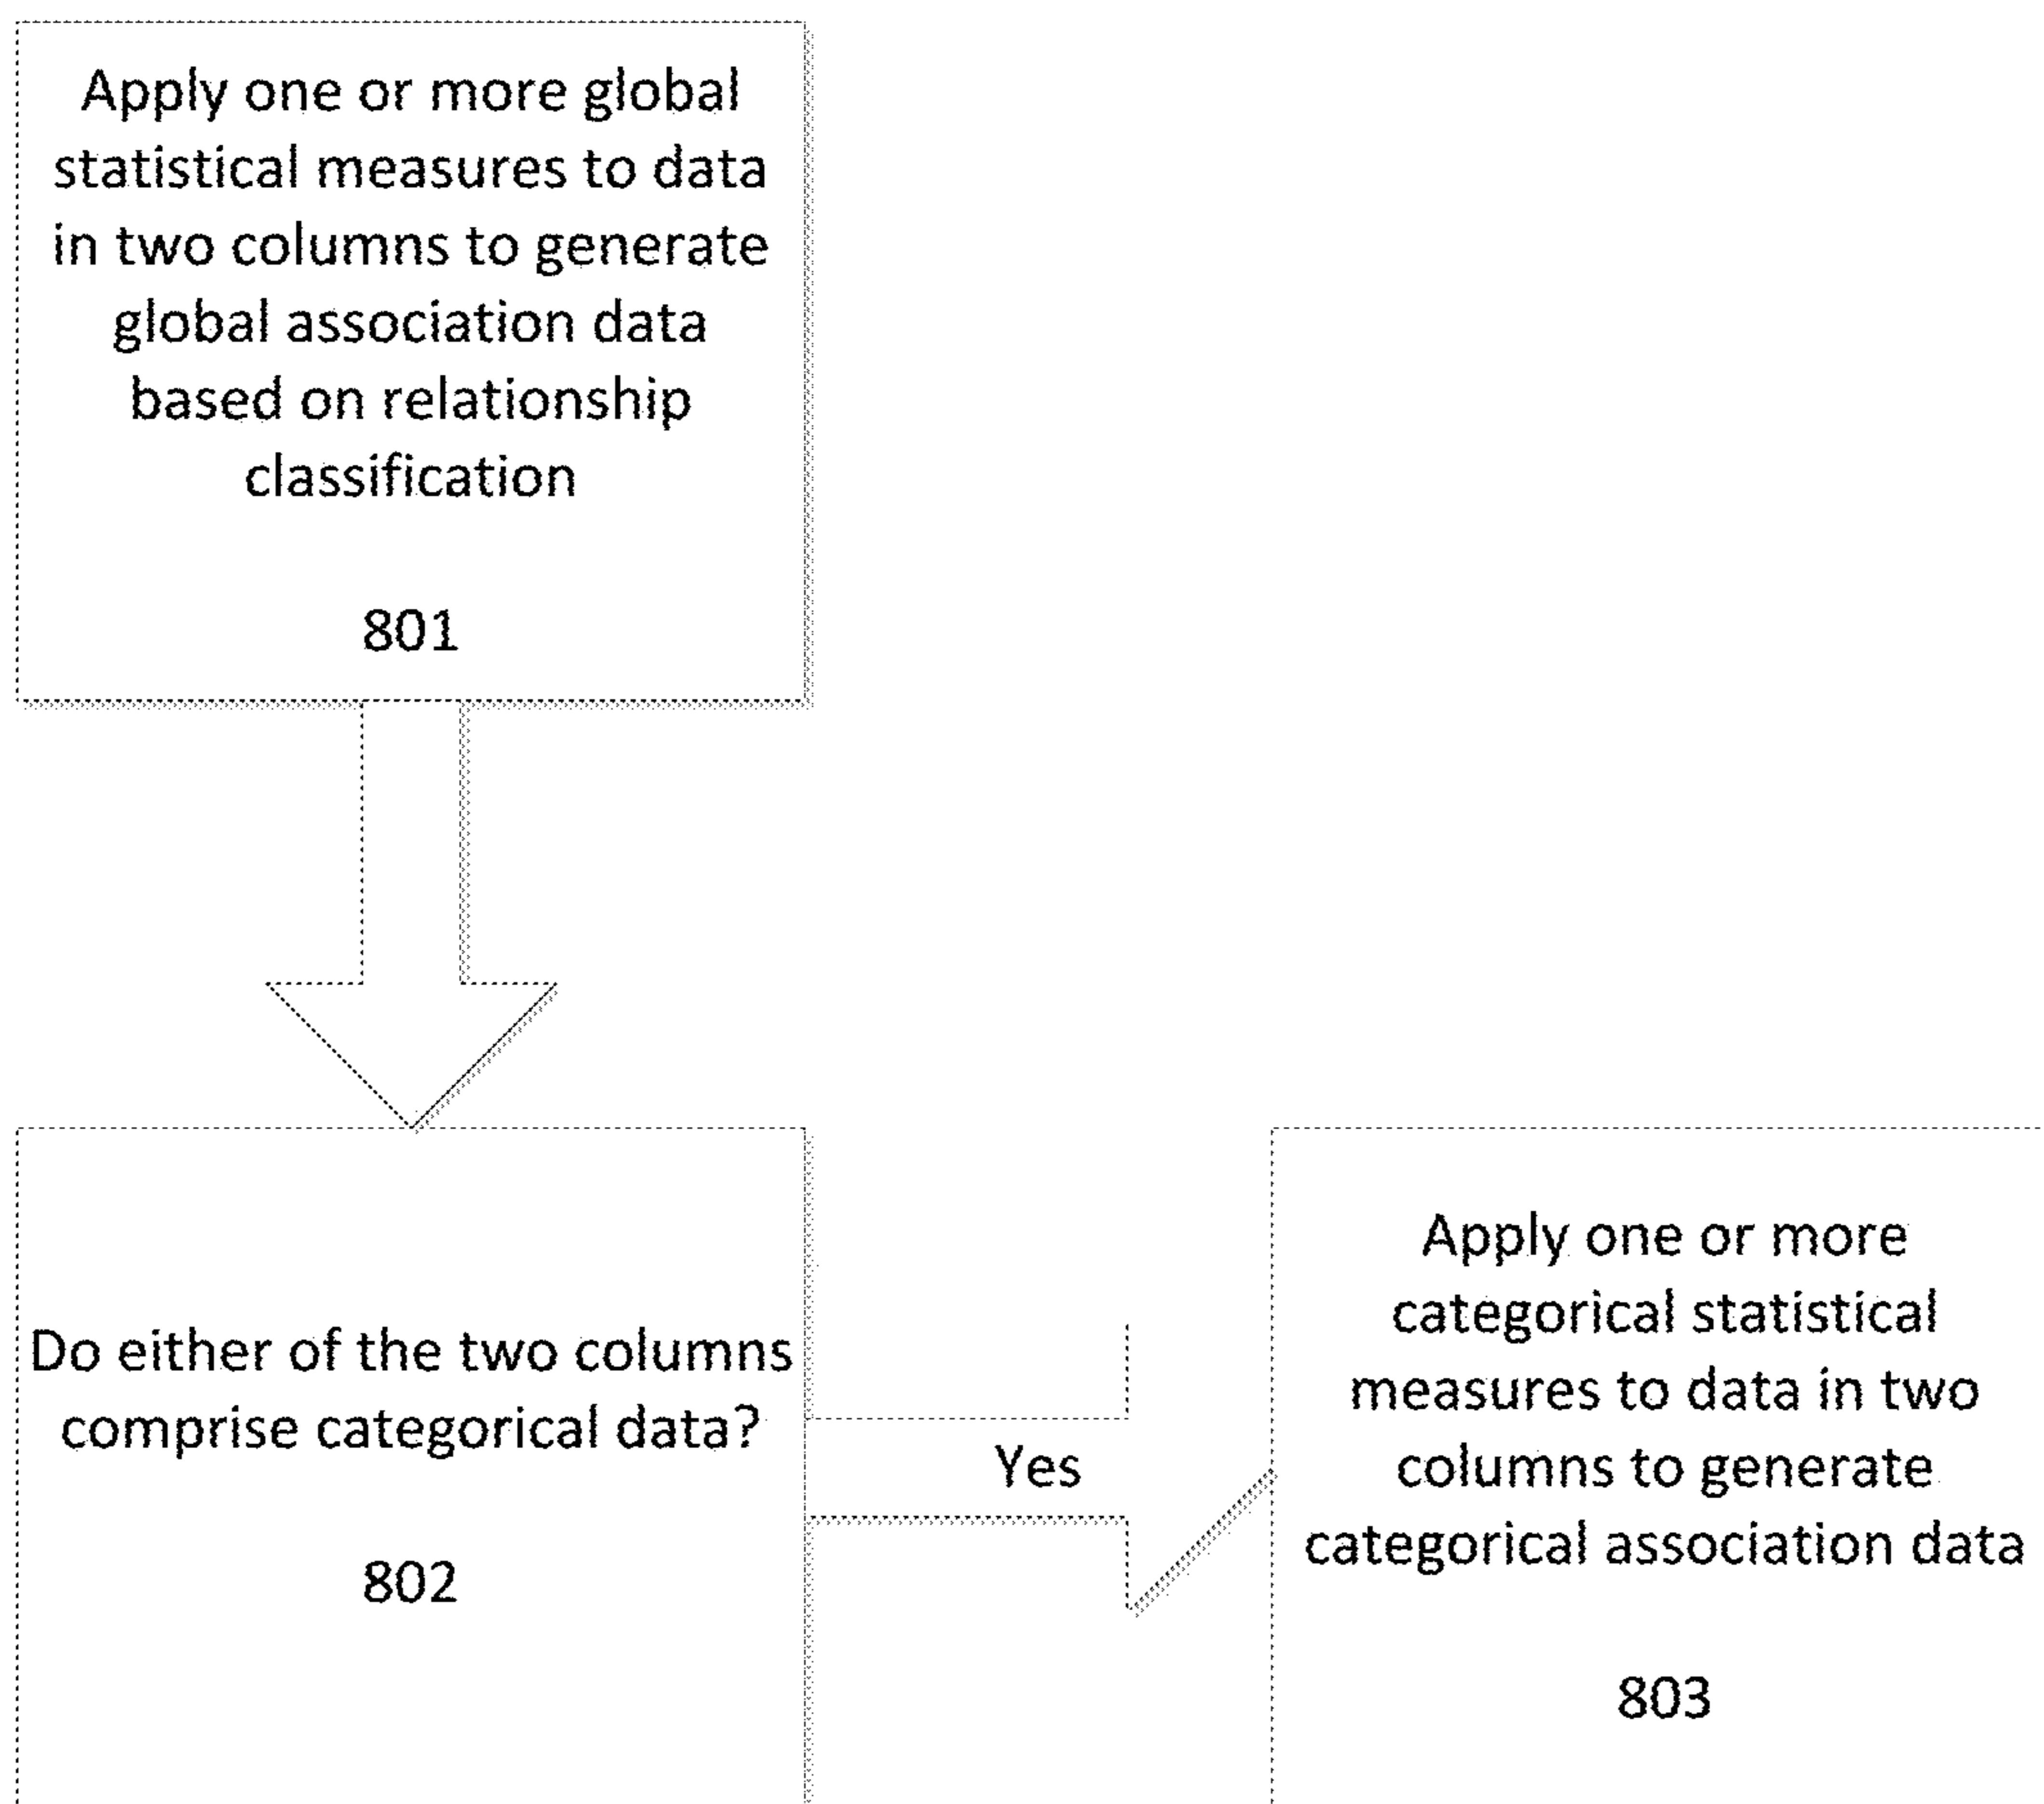 Apply one or more global
statistical measures to data
in two columns to generate
global association data
based on relationship
classification
801
Do either of the two columns
comprise categorical data?
802
Yes
Apply one or more
categorical statistical
measures to data in two
columns to generate
categorical association data
803